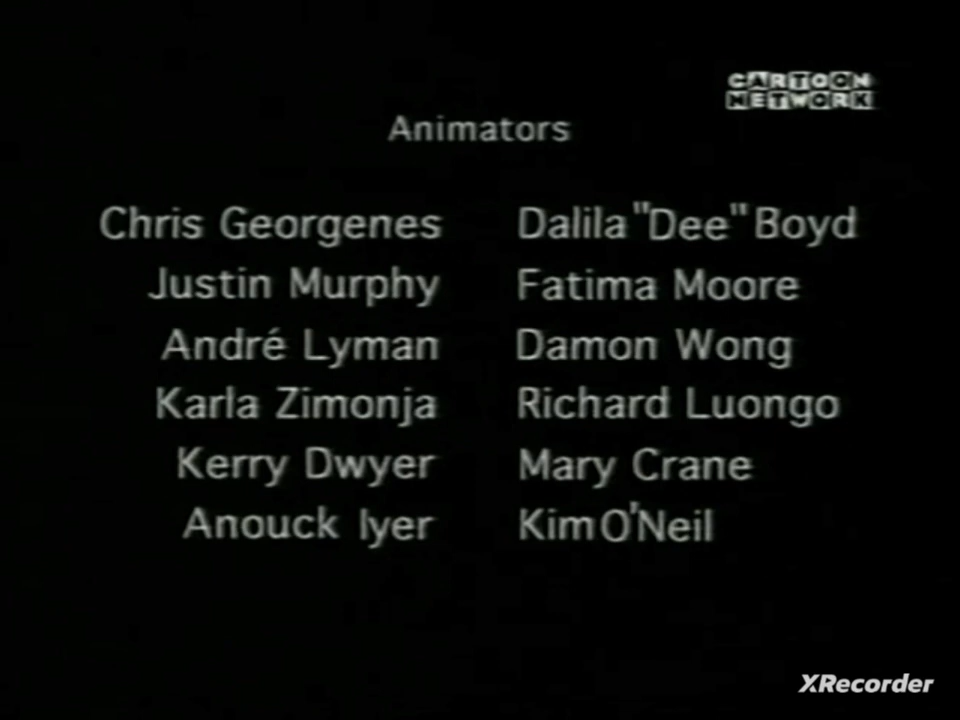 CARTOON
NETWORK
Animators
Chris Georgenes Dalila "Dee" Boyd
Justin Murphy Fatima Moore
André Lyman Damon Wong
Karla Zimonja Richard Luongo
Kerry Dwyer Mary Crane
Anouck Iyer Kim O'Neil
XRecorder